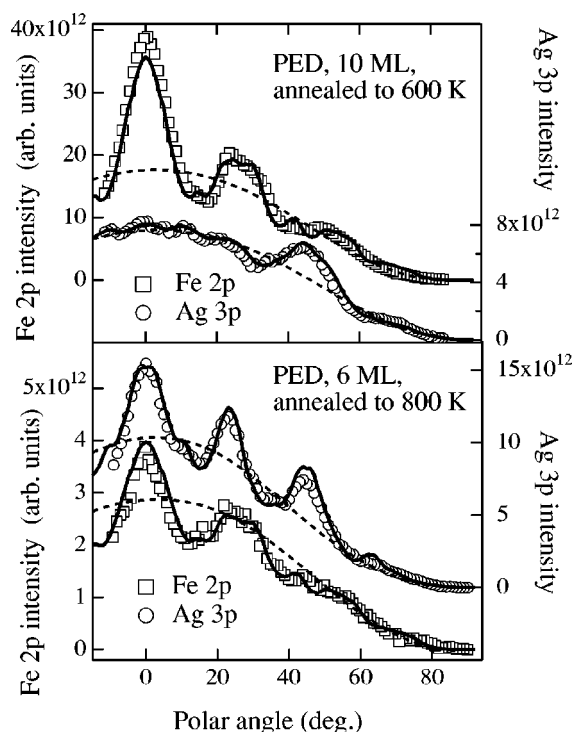 40x10¹²
30
20
10
0
Fe 2p intensity (arb. units)
PED, 10 ML,
annealed to 600 K
Fe 2p
Ag 3p
8x10¹²
4
0
Ag 3p intensity
5x10¹²
4
3
2
1
0
Fe 2p intensity (arb. units)
PED, 6 ML,
annealed to 800 K
Fe 2p
Ag 3p
15x10¹²
10
5
0
Ag 3p intensity
0 20 40 60 80
Polar angle (deg.)